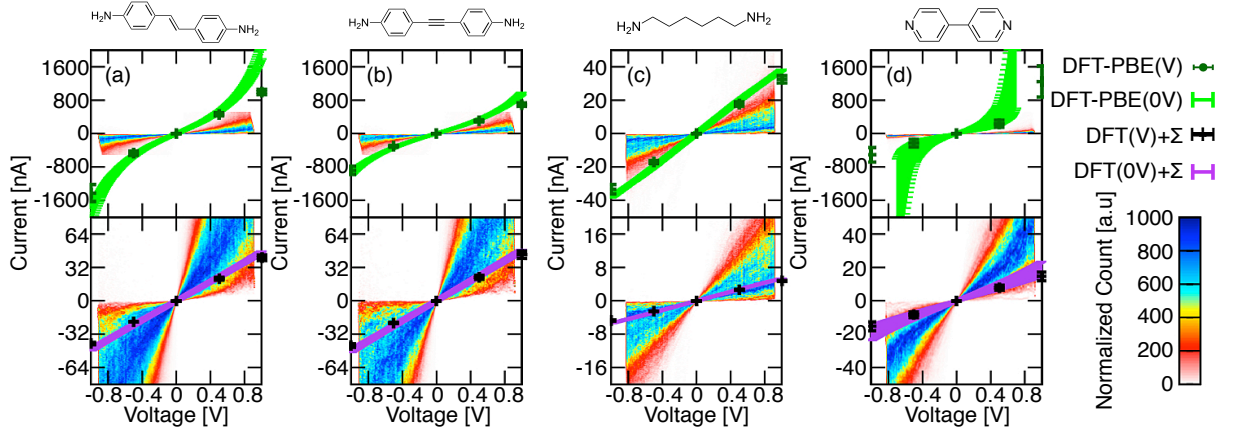 NH₂
NH₂
NH₂
NH₂
NH₂
NH₂
N
N
(a)
(b)
(c)
(d)
Current [nA]
1600
800
0
-800
-1600
1600
800
0
-800
-1600
40
20
0
-20
-40
1600
800
0
-800
-1600
DFT-PBE(V)
DFT-PBE(0V)
DFT(V)+Σ
DFT(0V)+Σ
Current [nA]
64
32
0
-32
-64
Current [nA]
64
32
0
-32
-64
Current [nA]
16
8
0
-8
-16
Current [nA]
40
20
0
-20
-40
-0.8 -0.4 0 0.4 0.8
Voltage [V]
-0.8 -0.4 0 0.4 0.8
Voltage [V]
-0.8 -0.4 0 0.4 0.8
Voltage [V]
-0.8 -0.4 0 0.4 0.8
Voltage [V]
Normalized Count [a.u]
1000
800
600
400
200
0